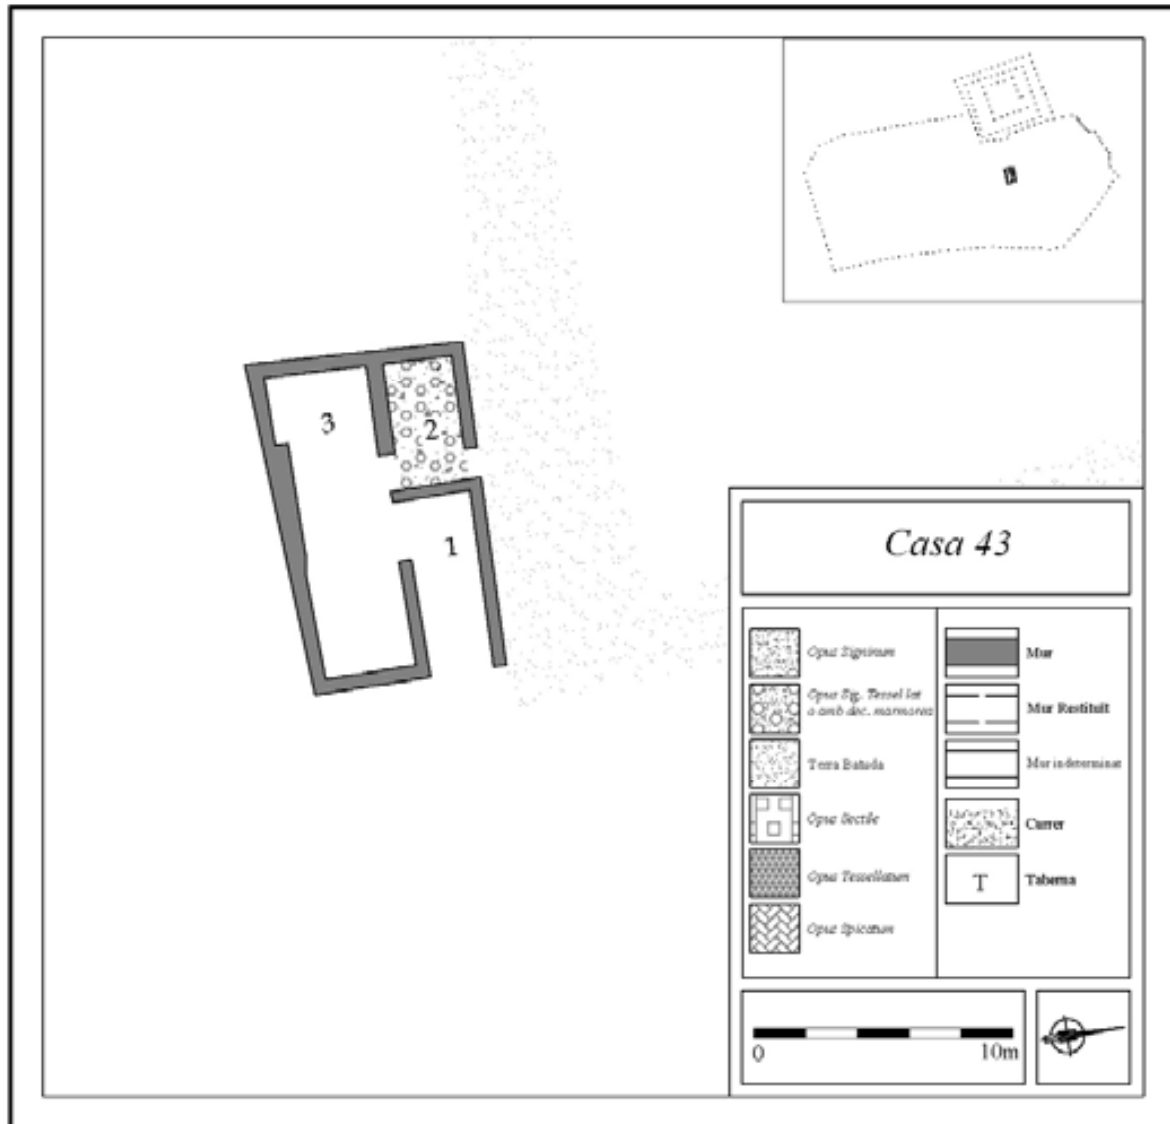 3
2
1
Casa 43
Opus Signinum
Opus Sig. Tessel lat
o amb dec. marmorea
Terra Batuda
Opus Sectile
Opus Tessellatum
Opus Spicatum
Mur
Mur Restituit
Mur indeterminat
Carrer
T
Taberna
0
10m